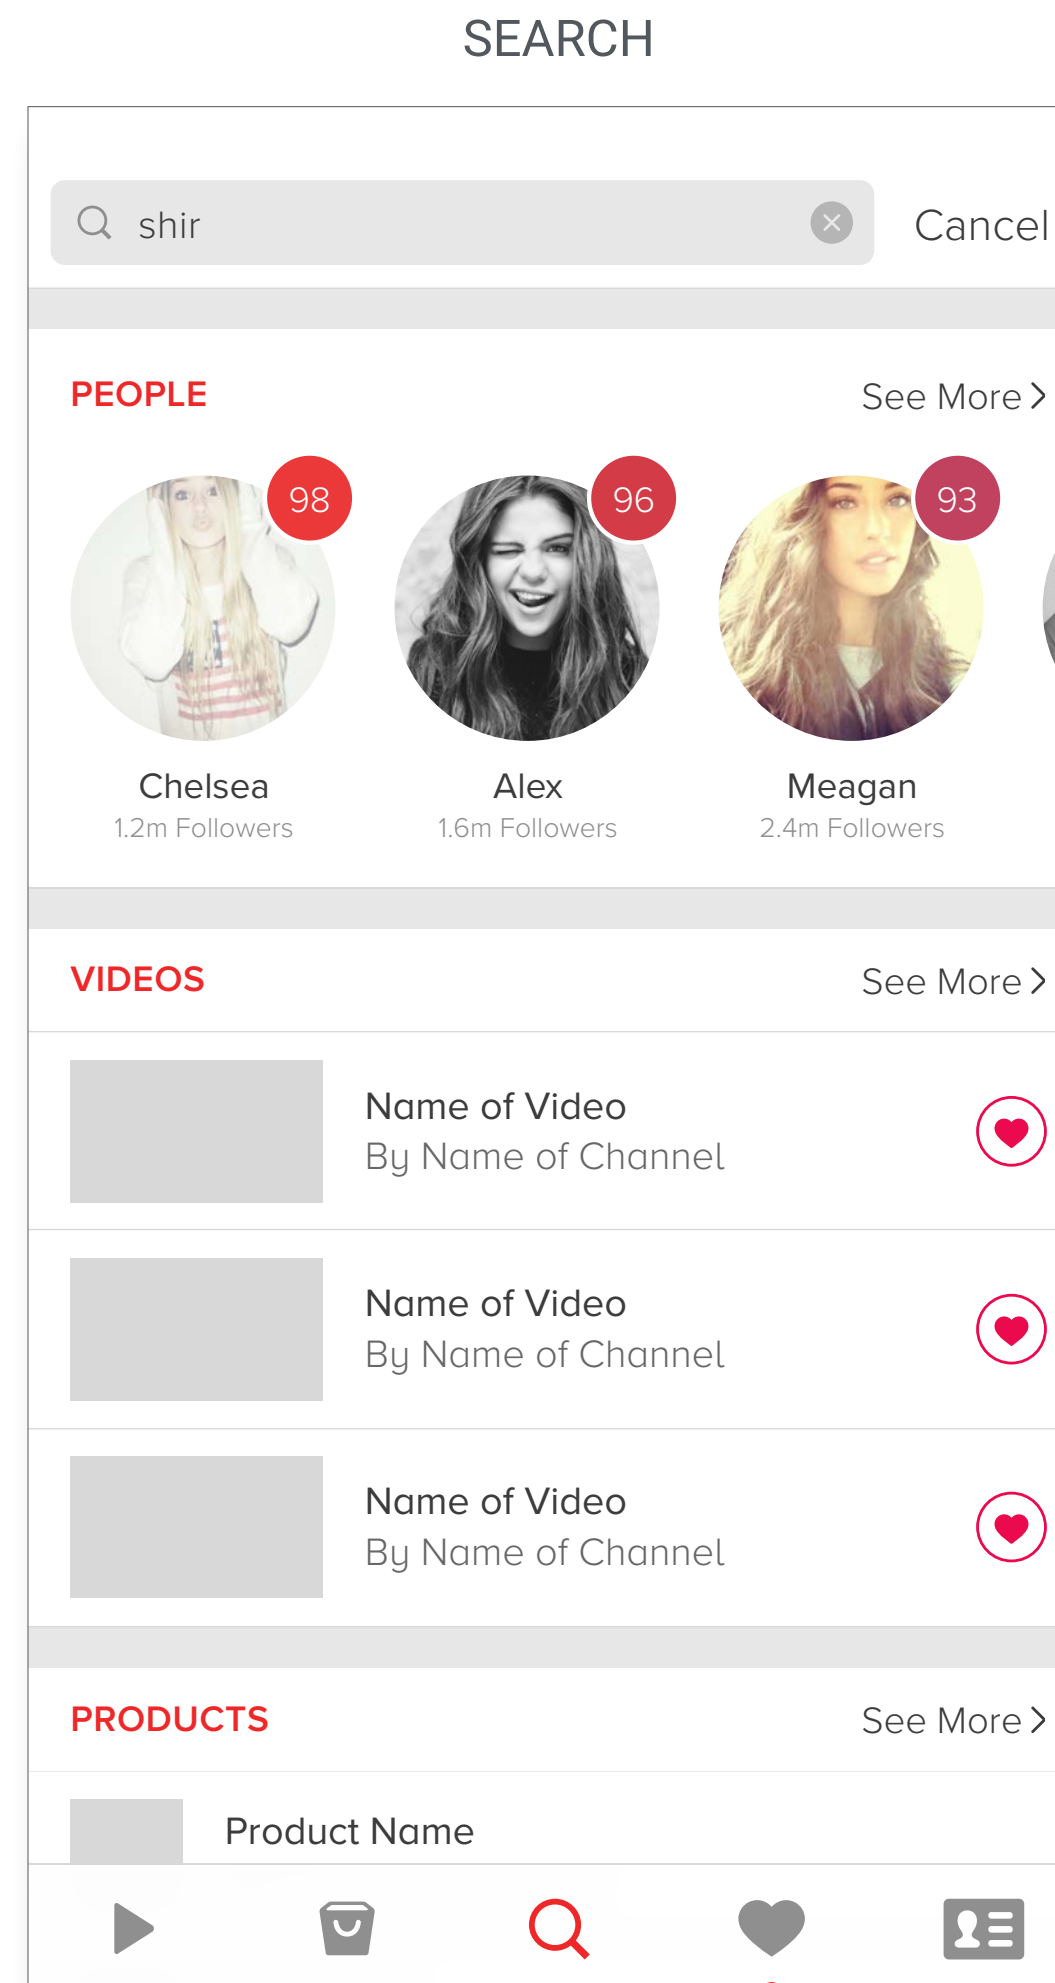 SEARCH
shir
Cancel
PEOPLE
See More
98
96
93
Chelsea
Alex
Meagan
1.2m Followers
1.6m Followers
2.4m Followers
VIDEOS
See More
Name of Video
By Name of Channel
Name of Video
By Name of Channel
Name of Video
By Name of Channel
PRODUCTS
See More
Product Name